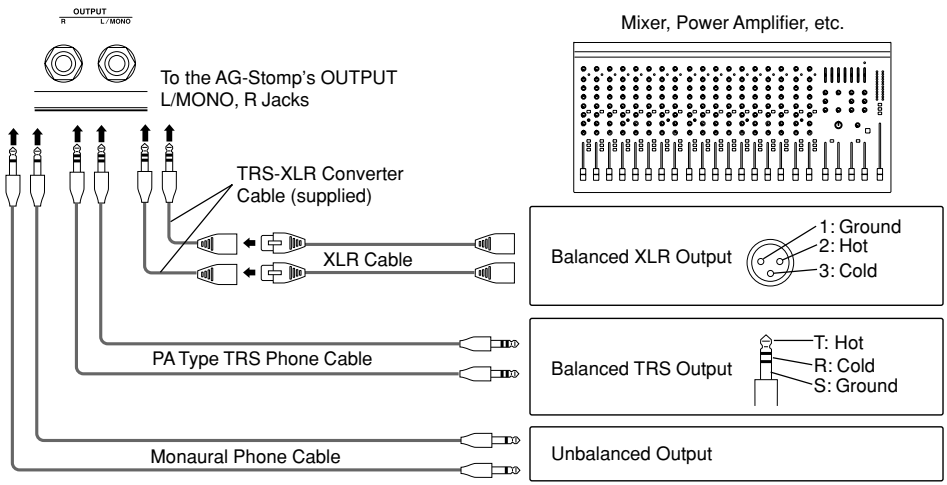 OUTPUT
R L/MONO
Mixer, Power Amplifier, etc.
To the AG-Stomp's OUTPUT
L/MONO, R Jacks
TRS-XLR Converter
Cable (supplied)
XLR Cable
Balanced XLR Output
1: Ground
2: Hot
3: Cold
PA Type TRS Phone Cable
Balanced TRS Output
T: Hot
R: Cold
S: Ground
Monaural Phone Cable
Unbalanced Output